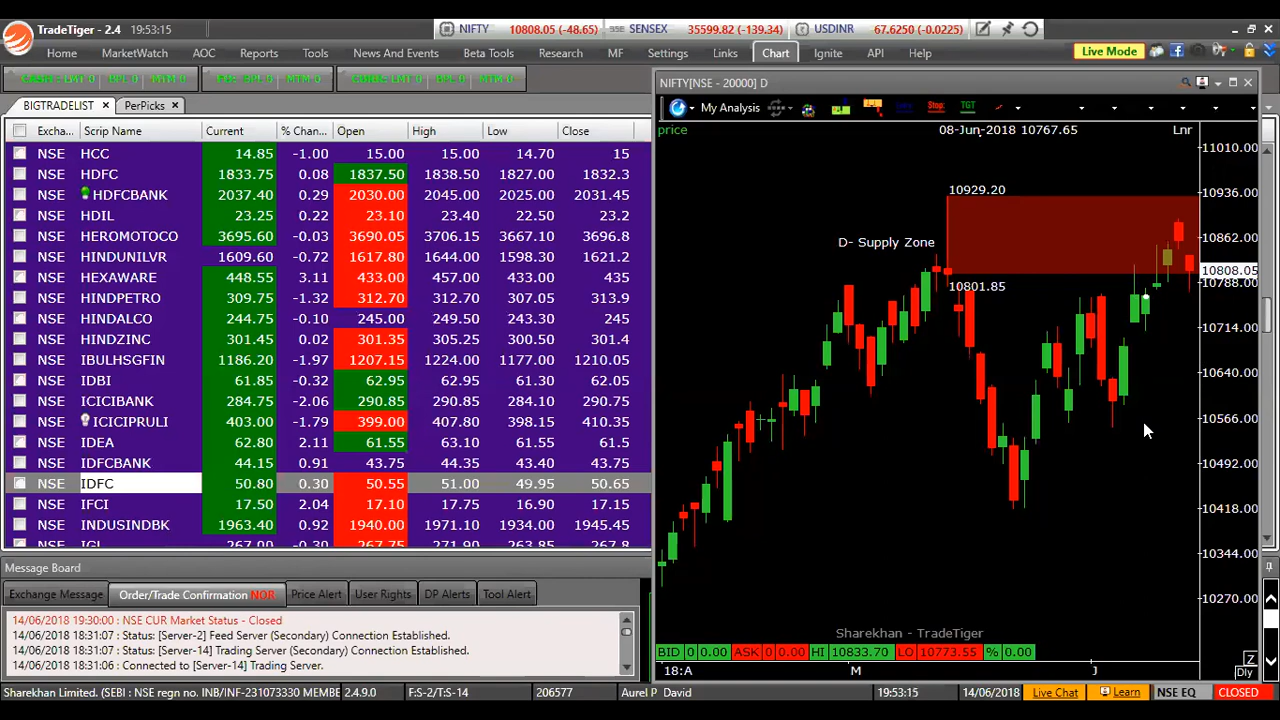 TradeTiger - 2.4 19:53:15 NIFTY 10808.05 (-48.65) SENSEX 35599.82 (-139.34) USDINR 67.6250 (-0.0225)
Home MarketWatch AOC Reports Tools News And Events Beta Tools Research MF Settings Links Chart Ignite API Help Live Mode
BIGTRADELIST PerPicks
Excha... Scrip Name Current % Chan... Open High Low Close
NSE HCC 14.85 -1.00 15.00 15.00 14.70 15
NSE HDFC 1833.75 0.08 1837.50 1838.50 1827.00 1832.3
NSE HDFCBANK 2037.40 0.29 2030.00 2045.00 2025.00 2031.45
NSE HDIL 23.25 0.22 23.10 23.40 22.50 23.2
NSE HEROMOTOCO 3695.60 -0.03 3690.05 3706.15 3667.10 3696.8
NSE HINDUNILVR 1609.60 -0.72 1617.80 1644.00 1598.30 1621.2
NSE HEXAWARE 448.55 3.11 433.00 457.00 433.00 435
NSE HINDPETRO 309.75 -1.32 312.70 312.70 307.25 313.9
NSE HINDALCO 244.75 -0.10 245.00 249.50 243.30 245
NSE HINDZINC 301.45 0.02 301.35 305.25 300.50 301.4
NSE IBULHSGFIN 1186.20 -1.97 1207.15 1224.00 1177.00 1210.05
NSE IDBI 61.85 -0.32 62.95 62.95 61.30 62.05
NSE ICICIBANK 284.75 -2.06 290.85 290.85 284.10 290.75
NSE ICICIPRULI 403.00 -1.79 399.00 407.80 398.15 410.35
NSE IDEA 62.80 2.11 61.55 63.10 61.55 61.5
NSE IDFCBANK 44.15 0.91 43.75 44.35 43.40 43.75
NSE IDFC 50.80 0.30 50.55 51.00 49.95 50.65
NSE IFCI 17.50 2.04 17.10 17.75 16.90 17.15
NSE INDUSINDBK 1963.40 0.92 1940.00 1971.10 1934.00 1945.45
NSE IGL 267.00 -0.30 267.75 271.90 263.85 267.8
NIFTY[NSE - 20000] D
My Analysis Stop: TGT
price 08-Jun-2018 10767.65 Lnr
11010.00
10929.20 10936.00
D- Supply Zone 10862.00
10808.05
10801.85 10788.00
10714.00
10640.00
10566.00
10492.00
10418.00
10344.00
10270.00
Sharekhan - TradeTiger
BID 0 0.00 ASK 0 0.00 HI 10833.70 LO 10773.55 % 0.00
18:A M J Z
Dly
Message Board
Exchange Message Order/Trade Confirmation NOR Price Alert User Rights DP Alerts Tool Alert
14/06/2018 19:30:00 : NSE CUR Market Status - Closed
14/06/2018 18:31:07 : Status: [Server-2] Feed Server (Secondary) Connection Established.
14/06/2018 18:31:07 : Status: [Server-14] Trading Server (Secondary) Connection Established.
14/06/2018 18:31:06 : Connected to [Server-14] Trading Server.
Sharekhan Limited. (SEBI : NSE regn no. INB/INF-231073330 MEMBE 2.4.9.0 F:S-2/T:S-14 206577 Aurel P David 19:53:15 14/06/2018 Live Chat Learn NSE EQ CLOSED